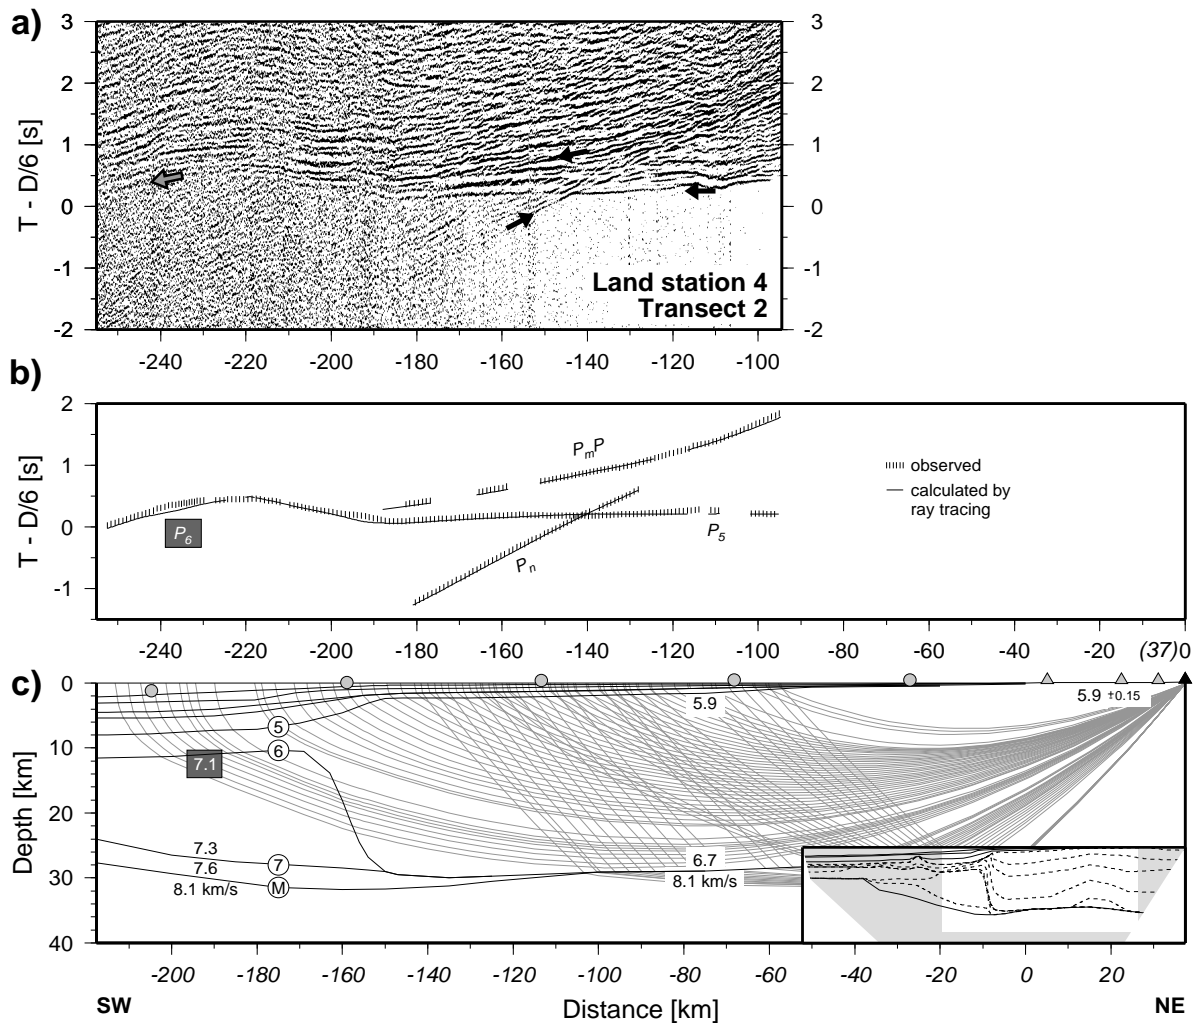 a)
3 3
2 2
1 1
0 0
-1 -1
-2 -2
T - D/6 [s]
Land station 4
Transect 2
-240 -220 -200 -180 -160 -140 -120 -100
b)
2
1
0
-1
T - D/6 [s]
PmP
observed
calculated by
ray tracing
P6
P5
Pn
-240 -220 -200 -180 -160 -140 -120 -100 -80 -60 -40 -20 (37)0
c)
0
10
20
30
40
Depth [km]
5.9
5.9 ±0.15
5
6
7.1
7.3
7
6.7
7.6
8.1 km/s
M
8.1 km/s
-200 -180 -160 -140 -120 -100 -80 -60 -40 -20 0 20
SW Distance [km] NE